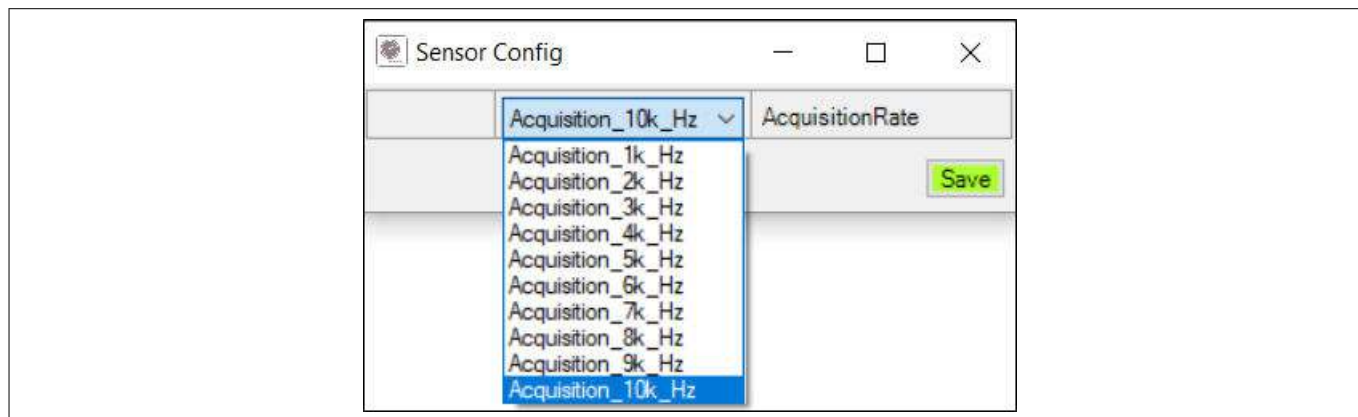 Sensor Config
Acquisition_10k_Hz AcquisitionRate
Acquisition_1k_Hz
Acquisition_2k_Hz
Save
Acquisition_3k_Hz
Acquisition_4k_Hz
Acquisition_5k_Hz
Acquisition_6k_Hz
Acquisition_7k_Hz
Acquisition_8k_Hz
Acquisition_9k_Hz
Acquisition_10k_Hz